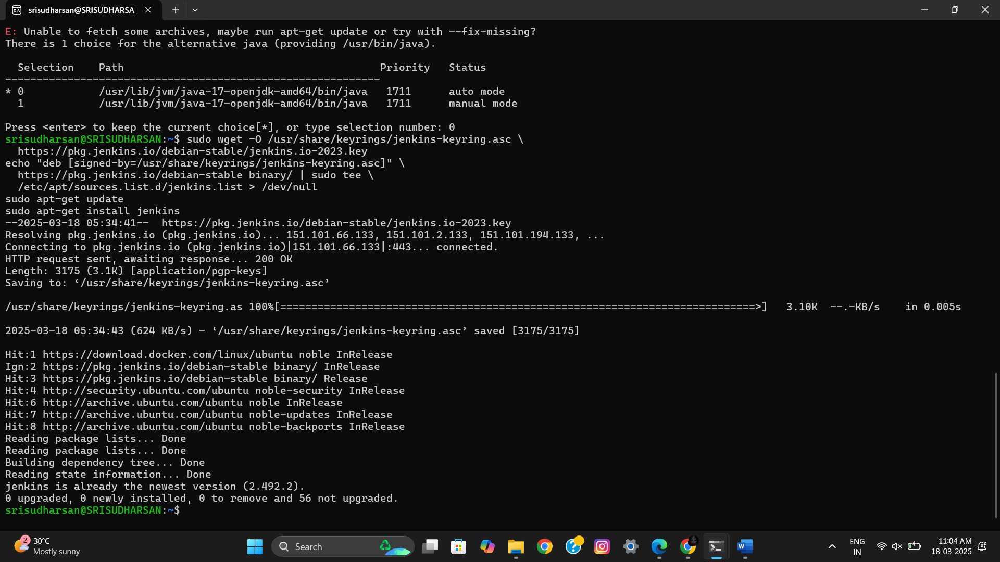 srisudharsan@SRISUDHARSAI
E: Unable to fetch some archives, maybe run apt-get update or try with --fix-missing?
There is 1 choice for the alternative java (providing /usr/bin/java).
  Selection    Path                                         Priority   Status
------------------------------------------------------------
* 0            /usr/lib/jvm/java-17-openjdk-amd64/bin/java   1711      auto mode
  1            /usr/lib/jvm/java-17-openjdk-amd64/bin/java   1711      manual mode
Press <enter> to keep the current choice[*], or type selection number: 0
srisudharsan@SRISUDHARSAN:~$ sudo wget -O /usr/share/keyrings/jenkins-keyring.asc \
  https://pkg.jenkins.io/debian-stable/jenkins.io-2023.key
echo "deb [signed-by=/usr/share/keyrings/jenkins-keyring.asc]" \
  https://pkg.jenkins.io/debian-stable binary/ | sudo tee \
  /etc/apt/sources.list.d/jenkins.list > /dev/null
sudo apt-get update
sudo apt-get install jenkins
--2025-03-18 05:34:41--  https://pkg.jenkins.io/debian-stable/jenkins.io-2023.key
Resolving pkg.jenkins.io (pkg.jenkins.io)... 151.101.66.133, 151.101.2.133, 151.101.194.133, ...
Connecting to pkg.jenkins.io (pkg.jenkins.io)|151.101.66.133|:443... connected.
HTTP request sent, awaiting response... 200 OK
Length: 3175 (3.1K) [application/pgp-keys]
Saving to: ‘/usr/share/keyrings/jenkins-keyring.asc’
/usr/share/keyrings/jenkins-keyring.as 100%[============================================================================>]   3.10K  --.-KB/s    in 0.005s
2025-03-18 05:34:43 (624 KB/s) - ‘/usr/share/keyrings/jenkins-keyring.asc’ saved [3175/3175]
Hit:1 https://download.docker.com/linux/ubuntu noble InRelease
Ign:2 https://pkg.jenkins.io/debian-stable binary/ InRelease
Hit:3 https://pkg.jenkins.io/debian-stable binary/ Release
Hit:4 http://security.ubuntu.com/ubuntu noble-security InRelease
Hit:6 http://archive.ubuntu.com/ubuntu noble InRelease
Hit:7 http://archive.ubuntu.com/ubuntu noble-updates InRelease
Hit:8 http://archive.ubuntu.com/ubuntu noble-backports InRelease
Reading package lists... Done
Reading package lists... Done
Building dependency tree... Done
Reading state information... Done
jenkins is already the newest version (2.492.2).
0 upgraded, 0 newly installed, 0 to remove and 56 not upgraded.
srisudharsan@SRISUDHARSAN:~$
2
30°C
Mostly sunny
Search
ENG
IN
11:04 AM
18-03-2025